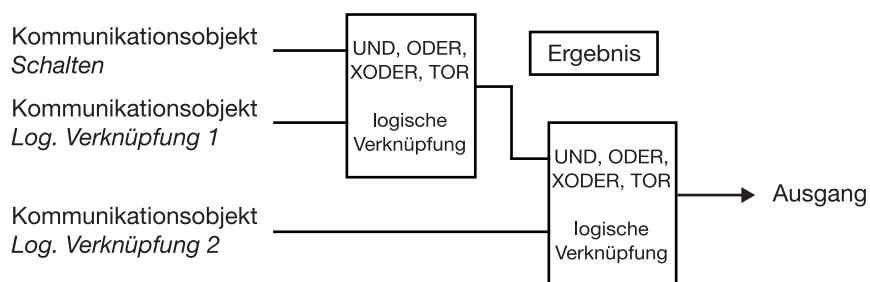 Kommunikationsobjekt
Schalten
Kommunikationsobjekt
Log. Verknüpfung 1
Kommunikationsobjekt
Log. Verknüpfung 2
UND, ODER,
XODER, TOR
logische
Verknüpfung
Ergebnis
UND, ODER,
XODER, TOR
logische
Verknüpfung
Ausgang